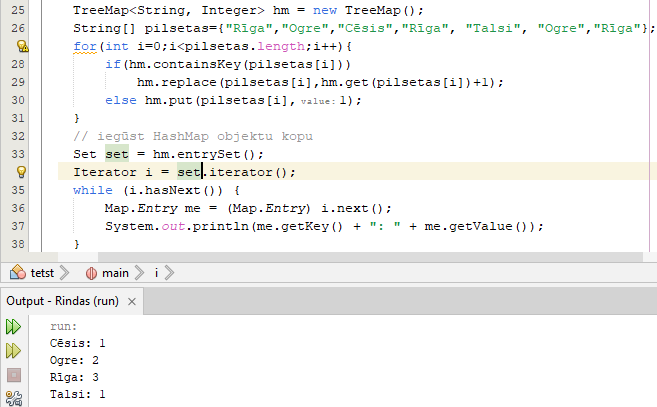 25 TreeMap<String, Integer> hm = new TreeMap();
26 String[] pilsetas={"Rīga","Ogre","Cēsis","Rīga", "Talsi", "Ogre","Rīga"};
for(int i=0;i<pilsetas.length;i++){
28 if(hm.containsKey(pilsetas[i]))
29 hm.replace(pilsetas[i],hm.get(pilsetas[i])+1);
30 else hm.put(pilsetas[i], value: 1);
31 }
32 // iegūst HashMap objektu kopu
33 Set set = hm.entrySet();
Iterator i = set.iterator();
35 while (i.hasNext()) {
36 Map.Entry me = (Map.Entry) i.next();
37 System.out.println(me.getKey() + ": " + me.getValue());
38 }
tetst main i
Output - Rindas (run) ×
run:
Cēsis: 1
Ogre: 2
Rīga: 3
Talsi: 1